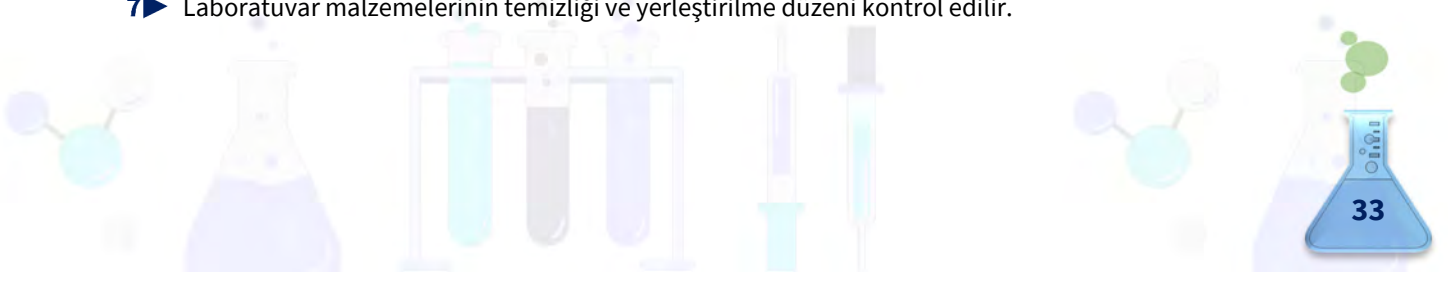 7▶ Laboratuvar malzemelerinin temizliği ve yerleştirilme düzeni kontrol edilir.
33